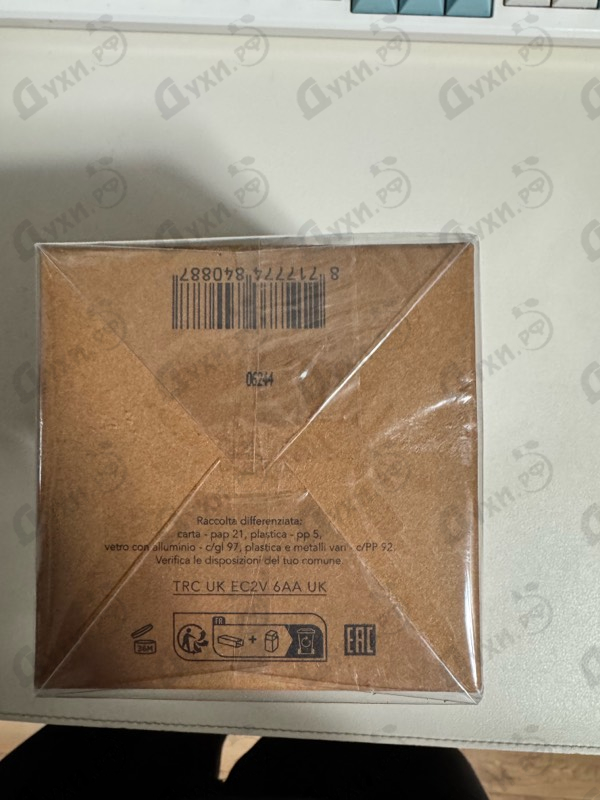 8 717774 840887
06244
Raccolta differenziata:
carta - pap 21, plastica - pp 5,
vetro con alluminio - c/gl 97, plastica e metalli vari - c/PP 92.
Verifica le disposizioni del tuo comune.
TRC UK EC2V 6AA UK
24M
FR
+
EAC
Духи.рф